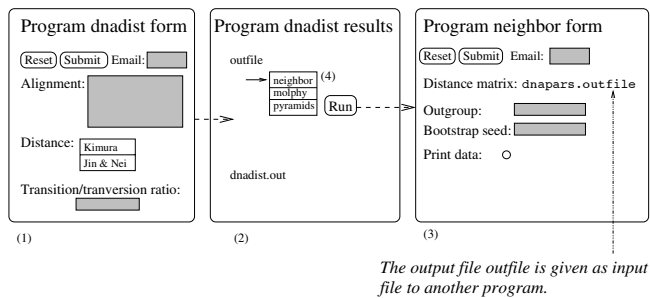 Program dnadist form
Reset Submit Email:
Alignment:
Distance:
Kimura
Jin & Nei
Transition/tranversion ratio:
(1)
Program dnadist results
outfile
neighbor (4)
molphy
pyramids
Run
dnadist.out
(2)
Program neighbor form
Reset Submit Email:
Distance matrix: dnapars.outfile
Outgroup:
Bootstrap seed:
Print data:
(3)
The output file outfile is given as input
file to another program.